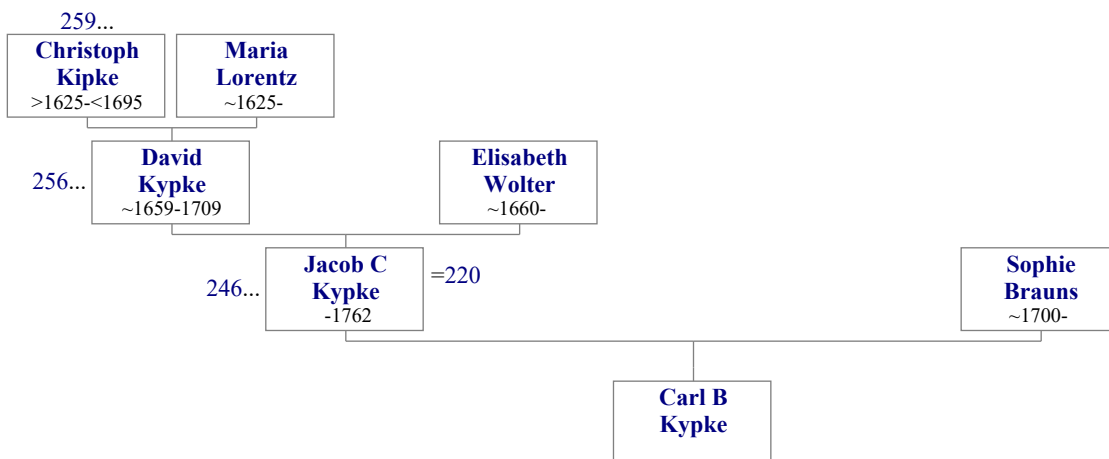 259...
Christoph
Kipke
>1625-<1695
Maria
Lorentz
~1625-
256...
David
Kypke
~1659-1709
Elisabeth
Wolter
~1660-
246...
Jacob C
Kypke
-1762
=220
Sophie
Brauns
~1700-
Carl B
Kypke